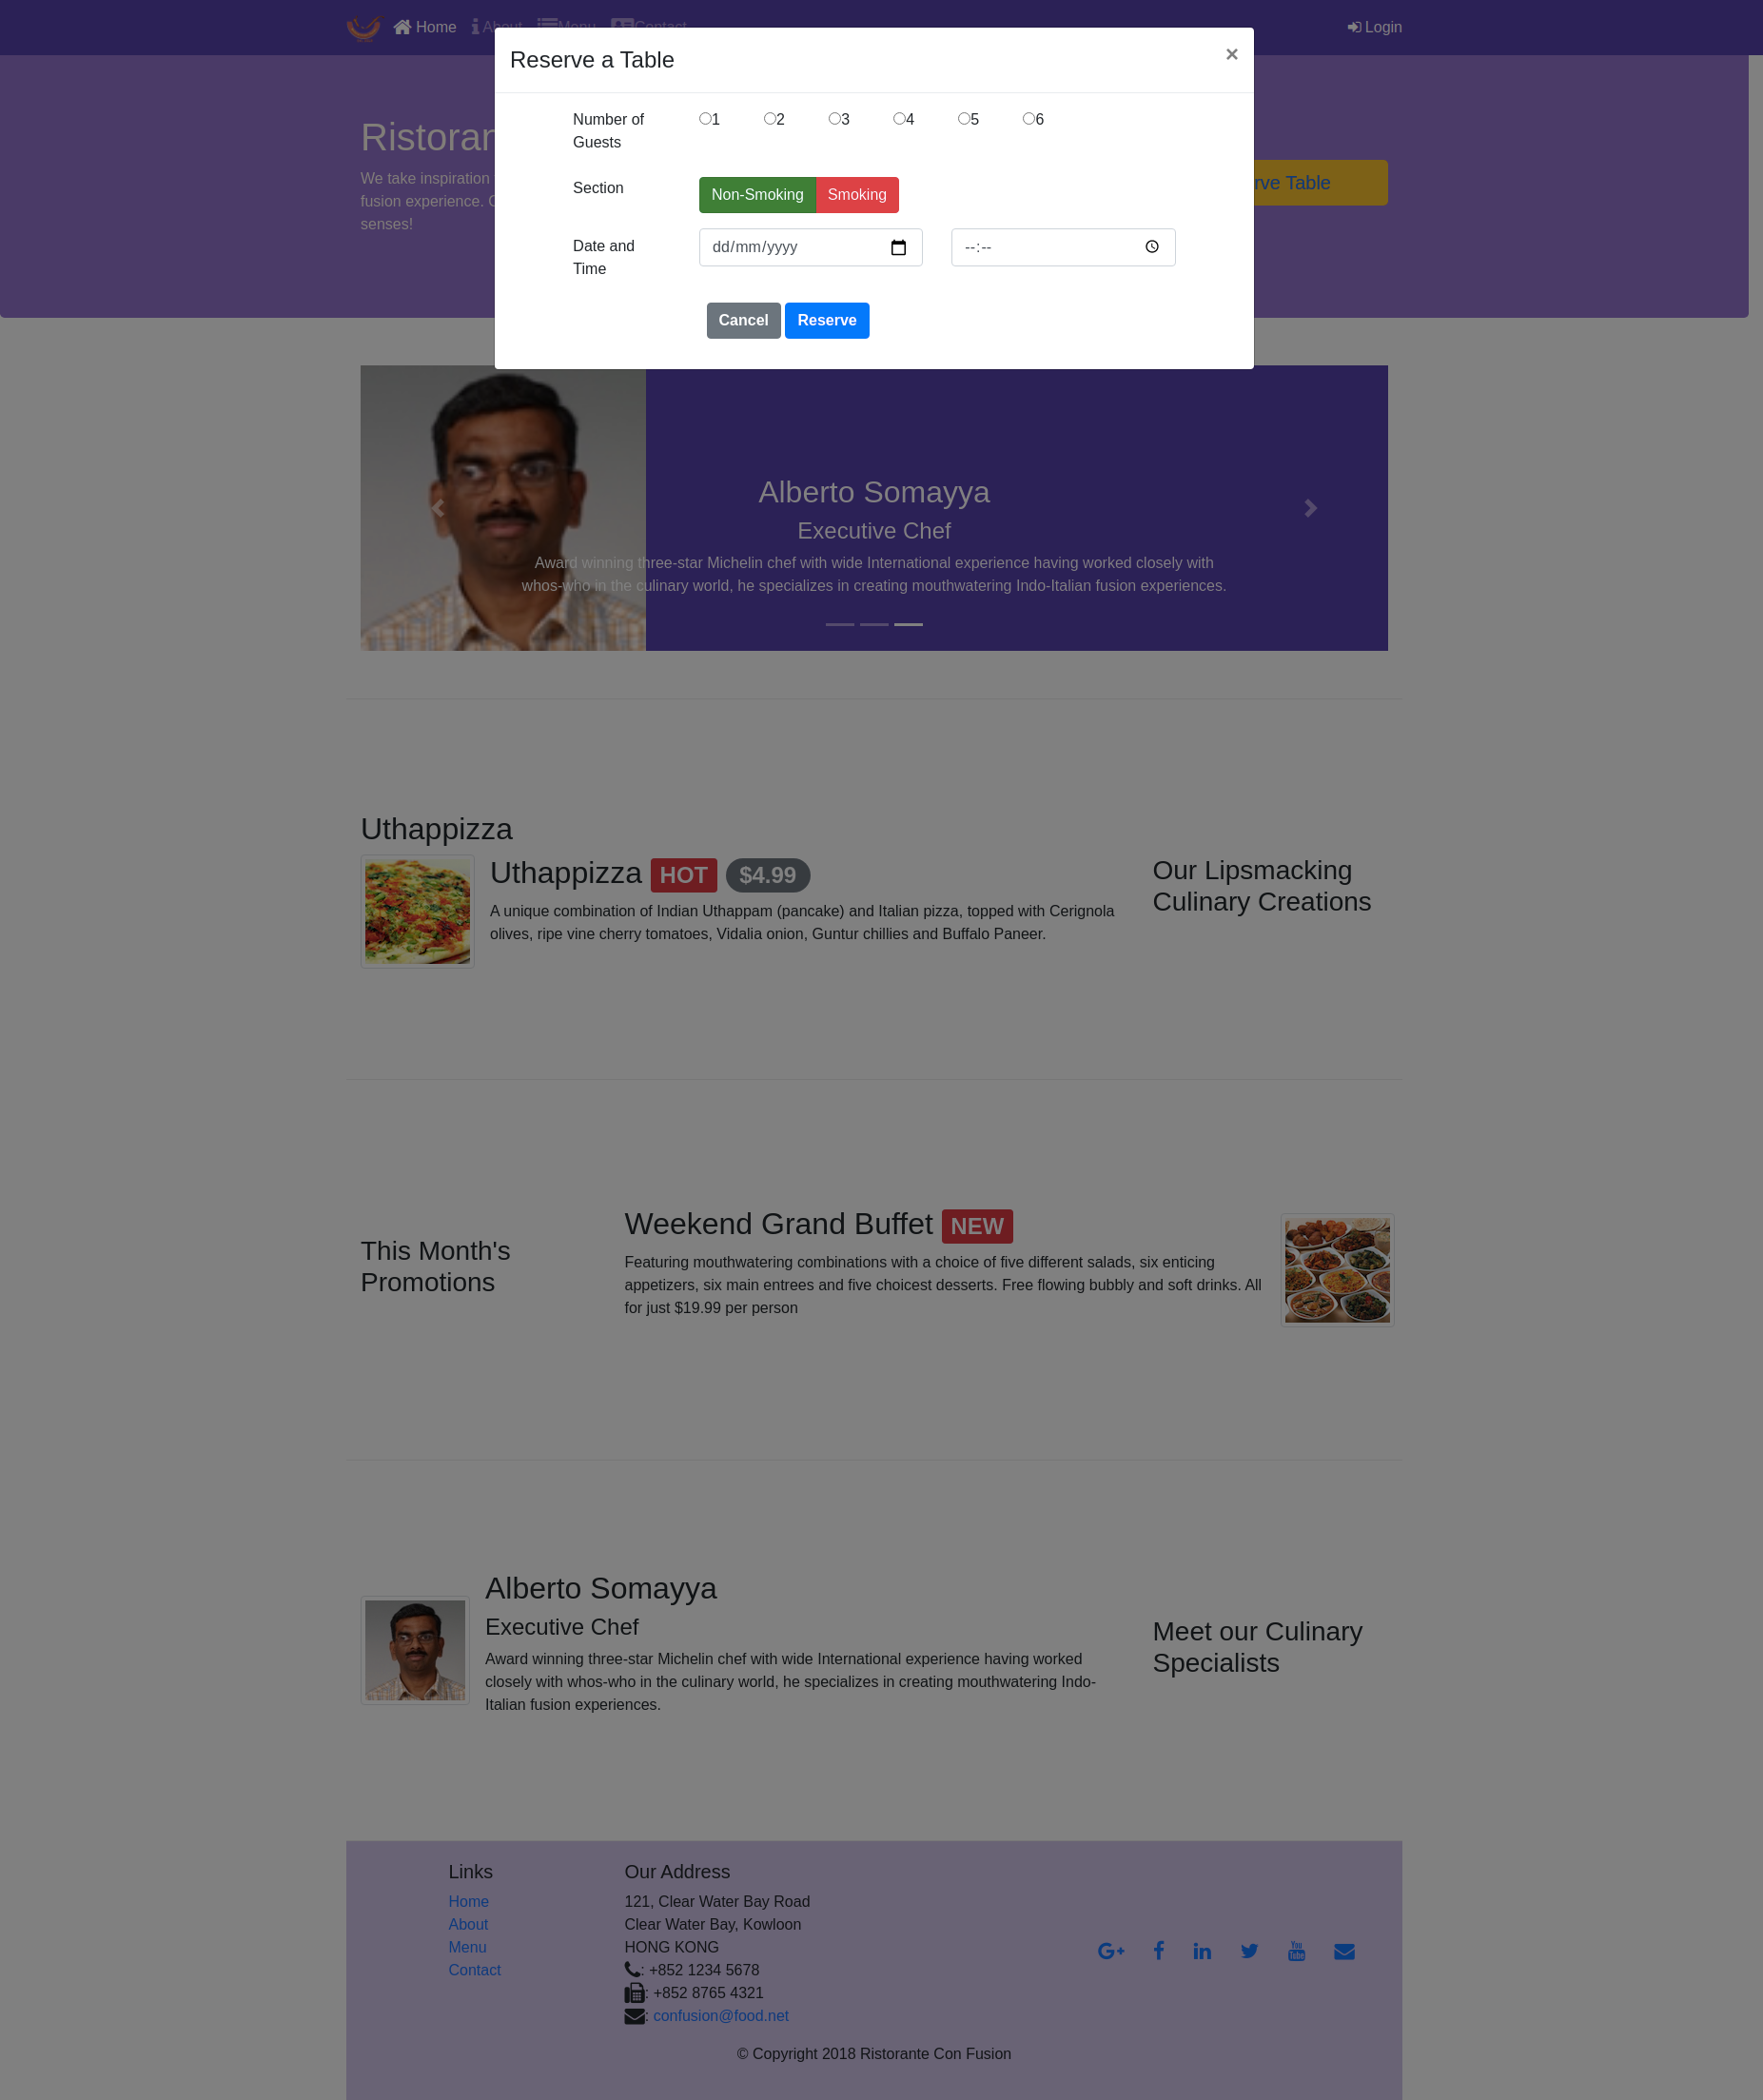 Home About Menu Contact Login
Reserve a Table ×
Number of
Guests
1 2 3 4 5 6
Section
Non-Smoking Smoking
Date and
Time
dd/mm/yyyy
--:--
Cancel Reserve
We take inspiration
fusion experience.
senses!
Table
Alberto Somayya
Executive Chef
Award winning three-star Michelin chef with wide International experience having worked closely with
whos-who in the culinary world, he specializes in creating mouthwatering Indo-Italian fusion experiences.
Uthappizza
Uthappizza HOT $4.99
A unique combination of Indian Uthappam (pancake) and Italian pizza, topped with Cerignola
olives, ripe vine cherry tomatoes, Vidalia onion, Guntur chillies and Buffalo Paneer.
Our Lipsmacking
Culinary Creations
This Month's
Promotions
Weekend Grand Buffet NEW
Featuring mouthwatering combinations with a choice of five different salads, six enticing
appetizers, six main entrees and five choicest desserts. Free flowing bubbly and soft drinks. All
for just $19.99 per person
Alberto Somayya
Executive Chef
Award winning three-star Michelin chef with wide International experience having worked
closely with whos-who in the culinary world, he specializes in creating mouthwatering Indo-
Italian fusion experiences.
Meet our Culinary
Specialists
Links
Home
About
Menu
Contact
Our Address
121, Clear Water Bay Road
Clear Water Bay, Kowloon
HONG KONG
: +852 1234 5678
: +852 8765 4321
: confusion@food.net
© Copyright 2018 Ristorante Con Fusion